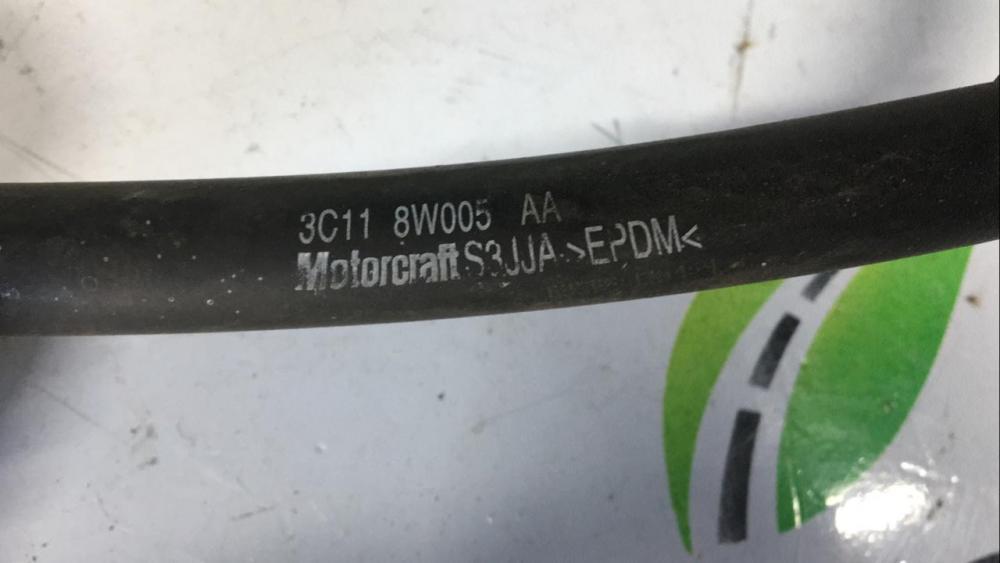 3C11 8W005 AA
Motorcraft S3JJA >EPDM<